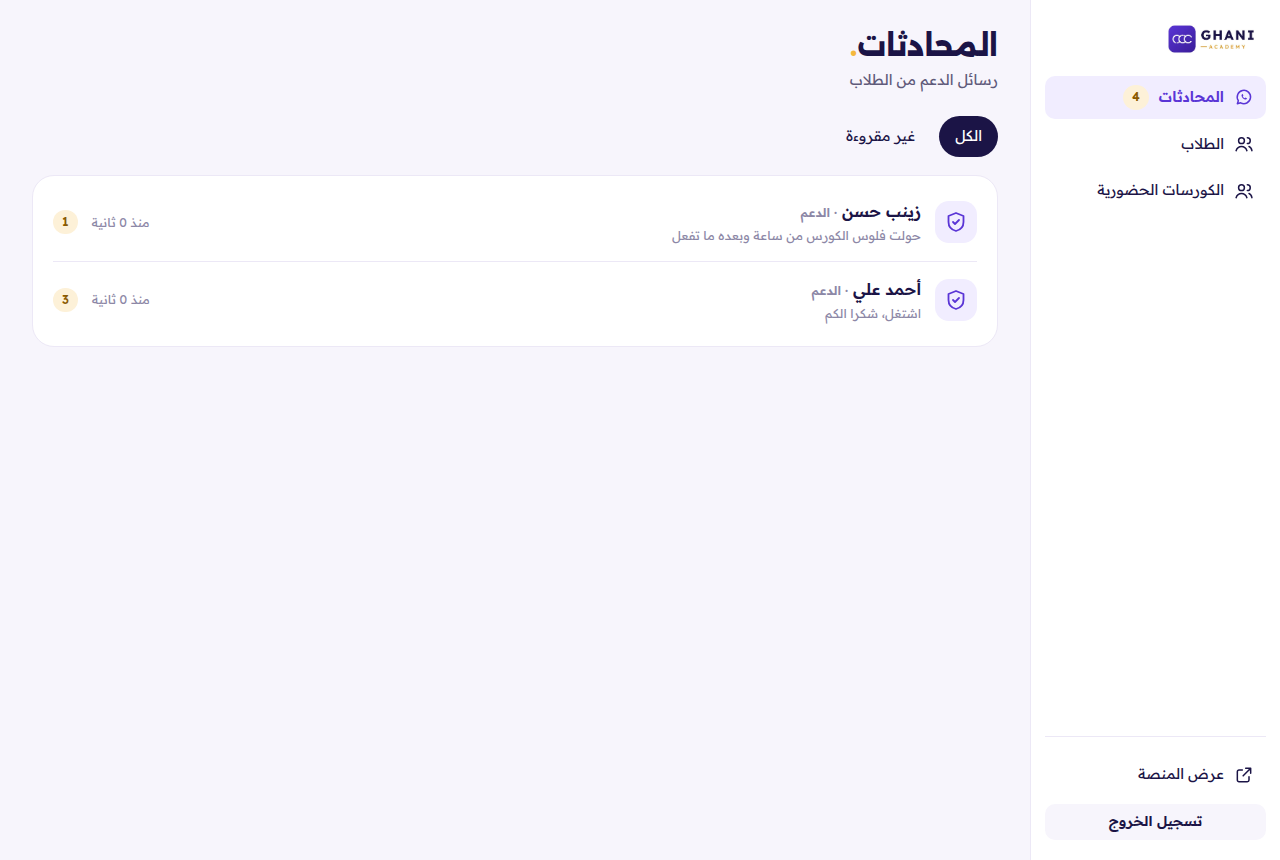 GHANI
ACADEMY
المحادثات 4
الطلاب
الكورسات الحضورية
عرض المنصة
تسجيل الخروج
المحادثات.
رسائل الدعم من الطلاب
الكل
غير مقروءة
زينب حسن · الدعم
حولت فلوس الكورس من ساعة وبعده ما تفعل
منذ 0 ثانية
1
أحمد علي · الدعم
اشتغل، شكرا الكم
منذ 0 ثانية
3